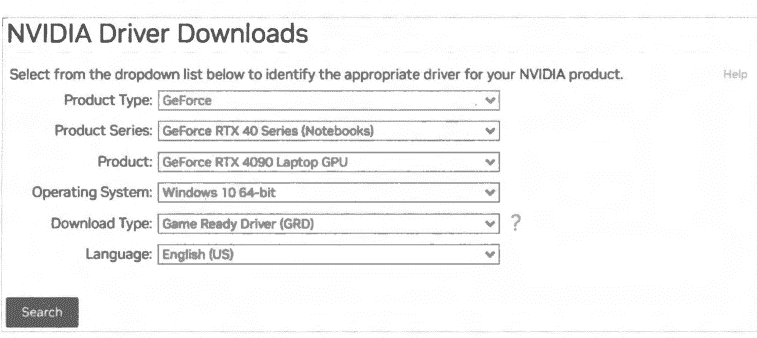 NVIDIA Driver Downloads
Select from the dropdown list below to identify the appropriate driver for your NVIDIA product.
Help
Product Type: GeForce
Product Series: GeForce RTX 40 Series (Notebooks)
Product: GeForce RTX 4090 Laptop GPU
Operating System: Windows 10 64-bit
Download Type: Game Ready Driver (GRD) ?
Language: English (US)
Search